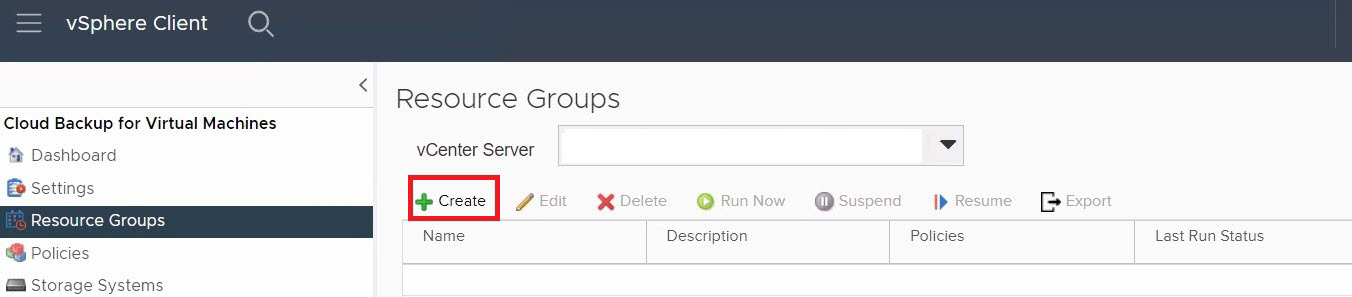 vSphere Client
Cloud Backup for Virtual Machines
Dashboard
Settings
Resource Groups
Policies
Storage Systems
Resource Groups
vCenter Server
Create Edit Delete Run Now Suspend Resume Export
Name Description Policies Last Run Status